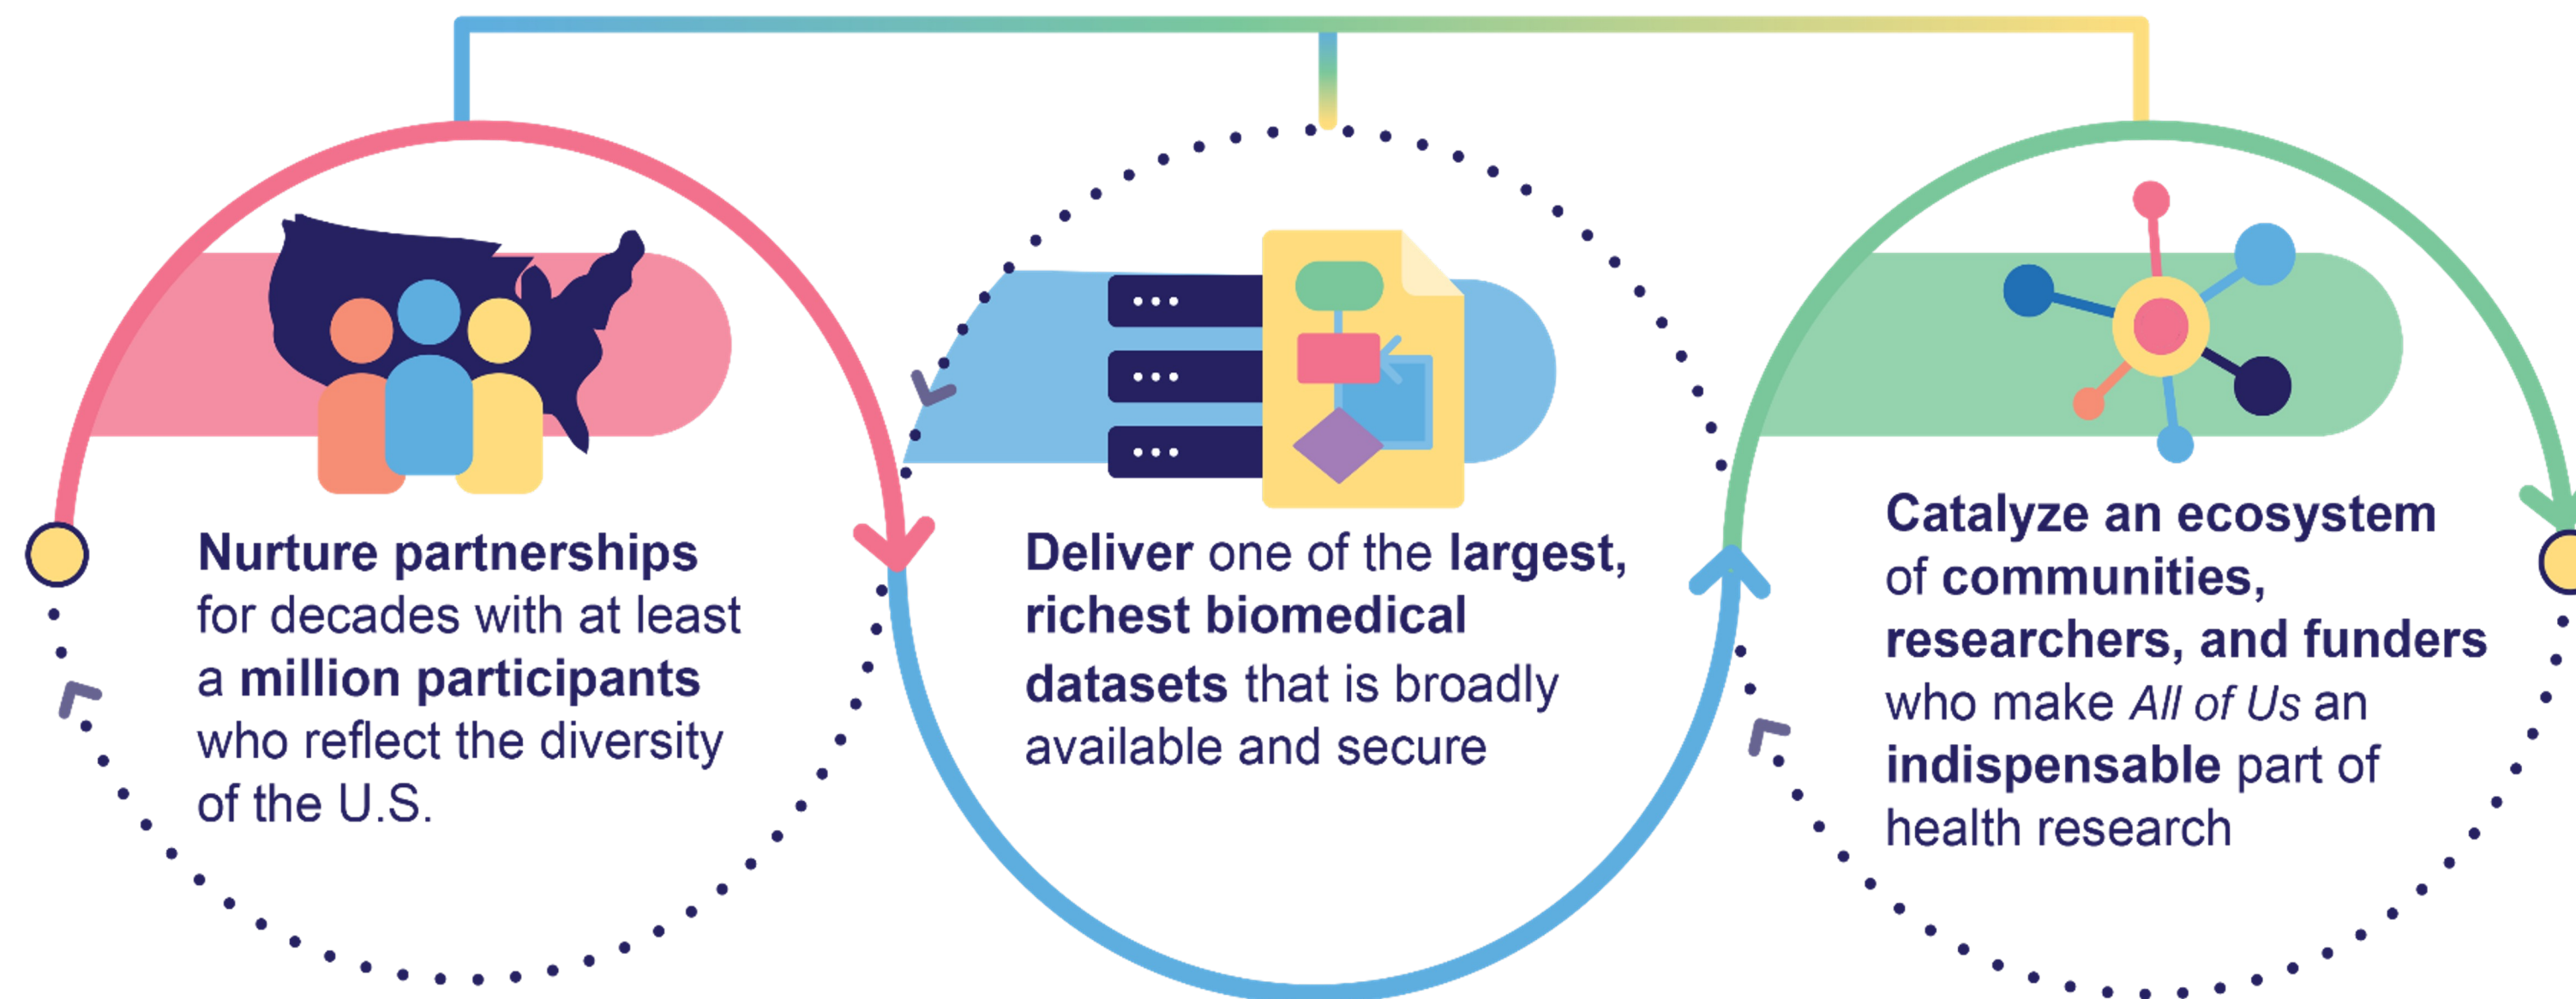 Nurture partnerships
for decades with at least
a million participants
who reflect the diversity
of the U.S.
Deliver one of the largest,
richest biomedical
datasets that is broadly
available and secure
Catalyze an ecosystem
of communities,
researchers, and funders
who make All of Us an
indispensable part of
health research